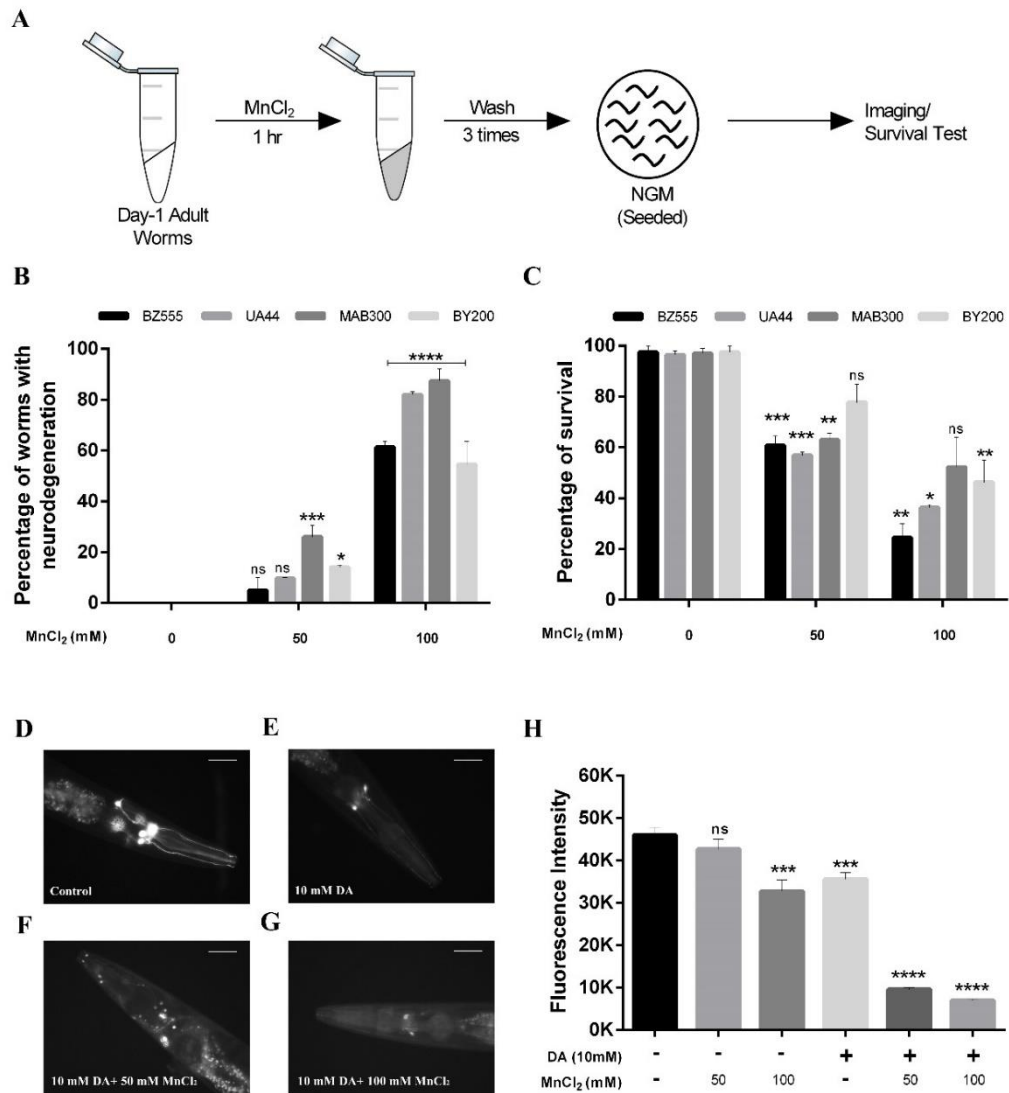 A
MnCl₂
1 hr
Wash
3 times
Day-1 Adult
Worms
NGM
(Seeded)
Imaging/
Survival Test
B
BZ555 UA44 MAB300 BY200
Percentage of worms with
neurodegeneration
80
60
40
20
0
ns ns *** * ****
MnCl₂ (mM) 0 50 100
C
BZ555 UA44 MAB300 BY200
Percentage of survival
100
80
60
40
20
0
*** *** ** ns ** * ns **
MnCl₂ (mM) 0 50 100
D
Control
E
10 mM DA
F
10 mM DA+ 50 mM MnCl₂
G
10 mM DA+ 100 mM MnCl₂
H
Fluorescence Intensity
60K
50K
40K
30K
20K
10K
0K
ns *** *** **** ****
DA (10mM) - - - + + +
MnCl₂ (mM) - 50 100 - 50 100